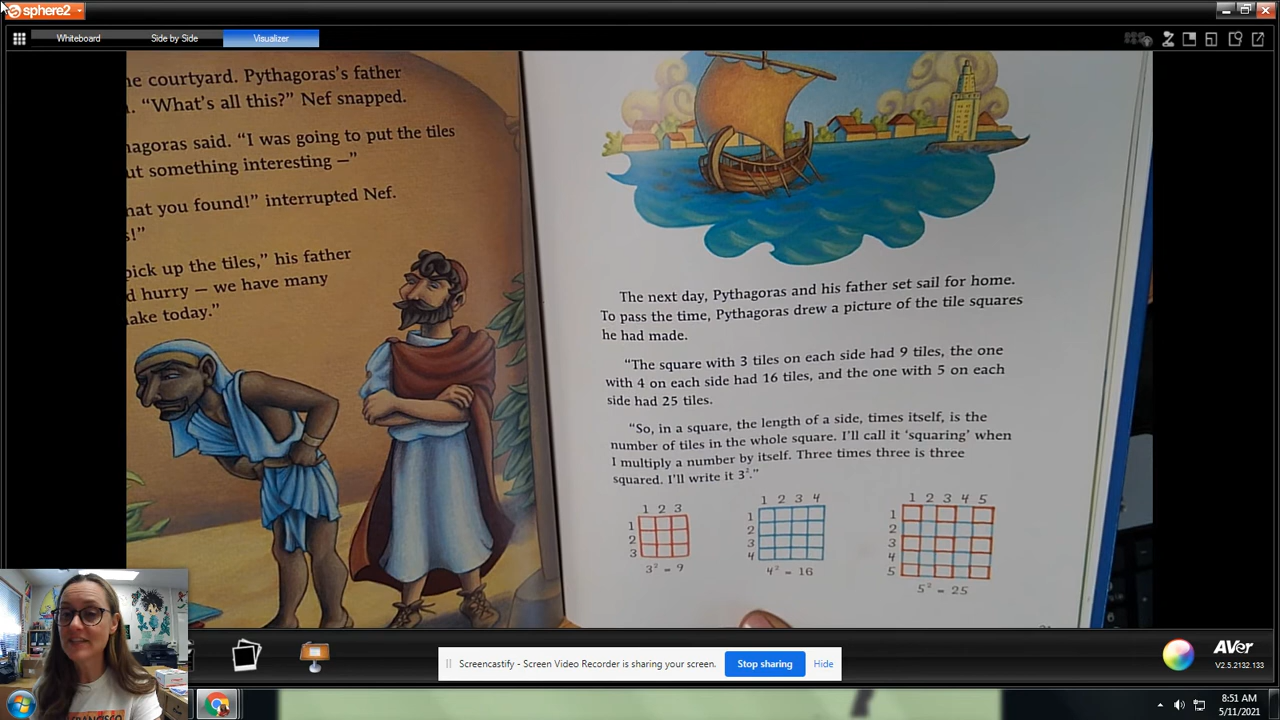 sphere2
Whiteboard
Side by Side
Visualizer
he courtyard. Pythagoras's father
"What's all this?" Nef snapped.
agoras said. "I was going to put the tiles
ut something interesting —"
hat you found!" interrupted Nef.
s!"
pick up the tiles," his father
d hurry — we have many
ake today."
The next day, Pythagoras and his father set sail for home.
To pass the time, Pythagoras drew a picture of the tile squares
he had made.
"The square with 3 tiles on each side had 9 tiles, the one
with 4 on each side had 16 tiles, and the one with 5 on each
side had 25 tiles.
"So, in a square, the length of a side, times itself, is the
number of tiles in the whole square. I'll call it 'squaring' when
I multiply a number by itself. Three times three is three
squared. I'll write it 3²."
1 2 3
1
2
3
3² = 9
1 2 3 4
1
2
3
4
4² = 16
1 2 3 4 5
1
2
3
4
5
5² = 25
Screencastify - Screen Video Recorder is sharing your screen.
Stop sharing
Hide
AVer
V2.5.2132.133
8:51 AM
5/11/2021